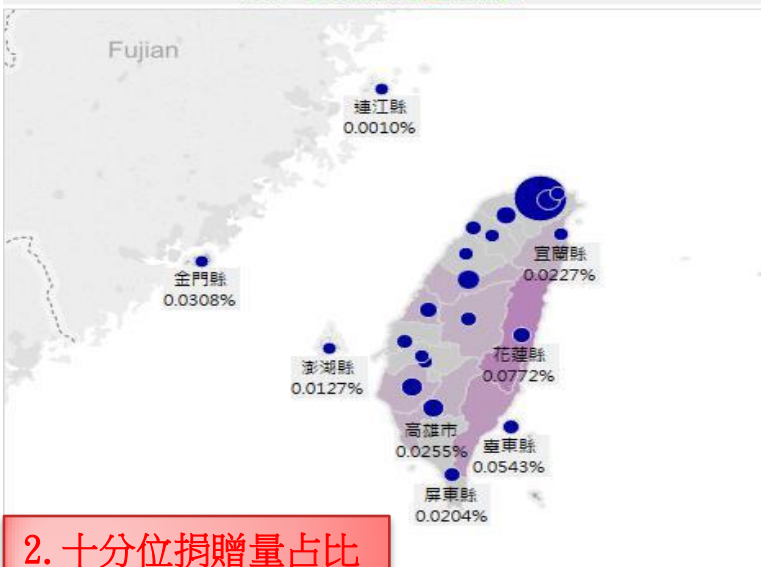 Fujian
連江縣
0.0010%
宜蘭縣
0.0227%
金門縣
0.0308%
花蓮縣
0.0772%
澎湖縣
0.0127%
高雄市
0.0255%
臺東縣
0.0543%
屏東縣
0.0204%
2.十分位捐贈量占比